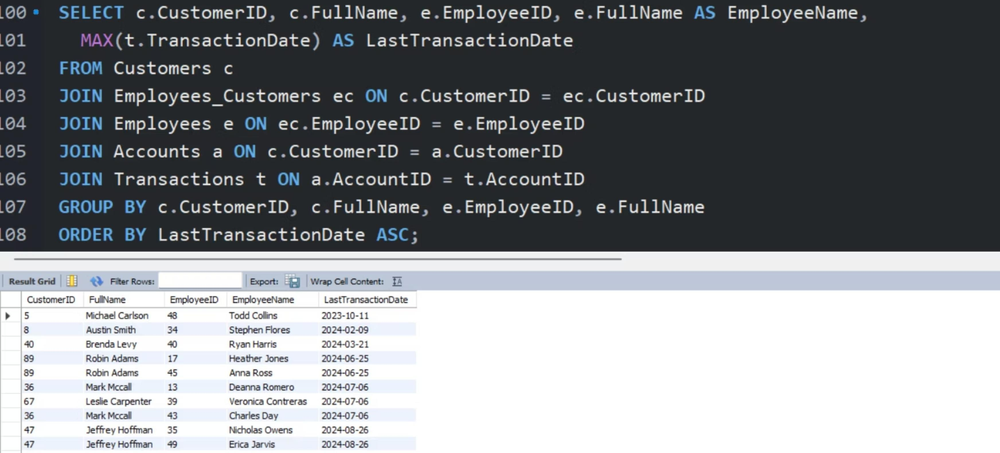 100 SELECT c.CustomerID, c.FullName, e.EmployeeID, e.FullName AS EmployeeName,
101 MAX(t.TransactionDate) AS LastTransactionDate
102 FROM Customers c
103 JOIN Employees_Customers ec ON c.CustomerID = ec.CustomerID
104 JOIN Employees e ON ec.EmployeeID = e.EmployeeID
105 JOIN Accounts a ON c.CustomerID = a.CustomerID
106 JOIN Transactions t ON a.AccountID = t.AccountID
107 GROUP BY c.CustomerID, c.FullName, e.EmployeeID, e.FullName
108 ORDER BY LastTransactionDate ASC;
Result Grid Filter Rows: Export: Wrap Cell Content:
CustomerID FullName EmployeeID EmployeeName LastTransactionDate
5 Michael Carlson 48 Todd Collins 2023-10-11
8 Austin Smith 34 Stephen Flores 2024-02-09
40 Brenda Levy 40 Ryan Harris 2024-03-21
89 Robin Adams 17 Heather Jones 2024-06-25
89 Robin Adams 45 Anna Ross 2024-06-25
36 Mark Mccall 13 Deanna Romero 2024-07-06
67 Leslie Carpenter 39 Veronica Contreras 2024-07-06
36 Mark Mccall 43 Charles Day 2024-07-06
47 Jeffrey Hoffman 35 Nicholas Owens 2024-08-26
47 Jeffrey Hoffman 49 Erica Jarvis 2024-08-26